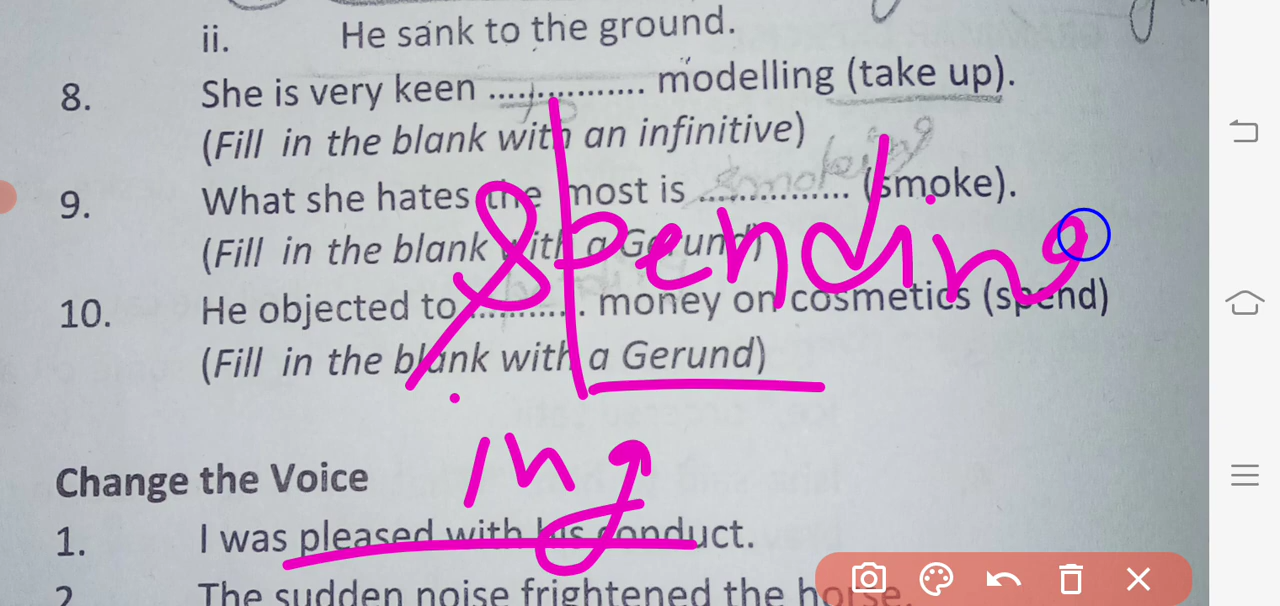 ii. He sank to the ground.
8. She is very keen ................ modelling (take up).
(Fill in the blank with an infinitive)
9. What she hates the most is smoking ............... (smoke).
(Fill in the blank with a Gerund)
spending
10. He objected to ............ money on cosmetics (spend)
(Fill in the blank with a Gerund)
ing
Change the Voice
1. I was pleased with his conduct.
2. The sudden noise frightened the horse.